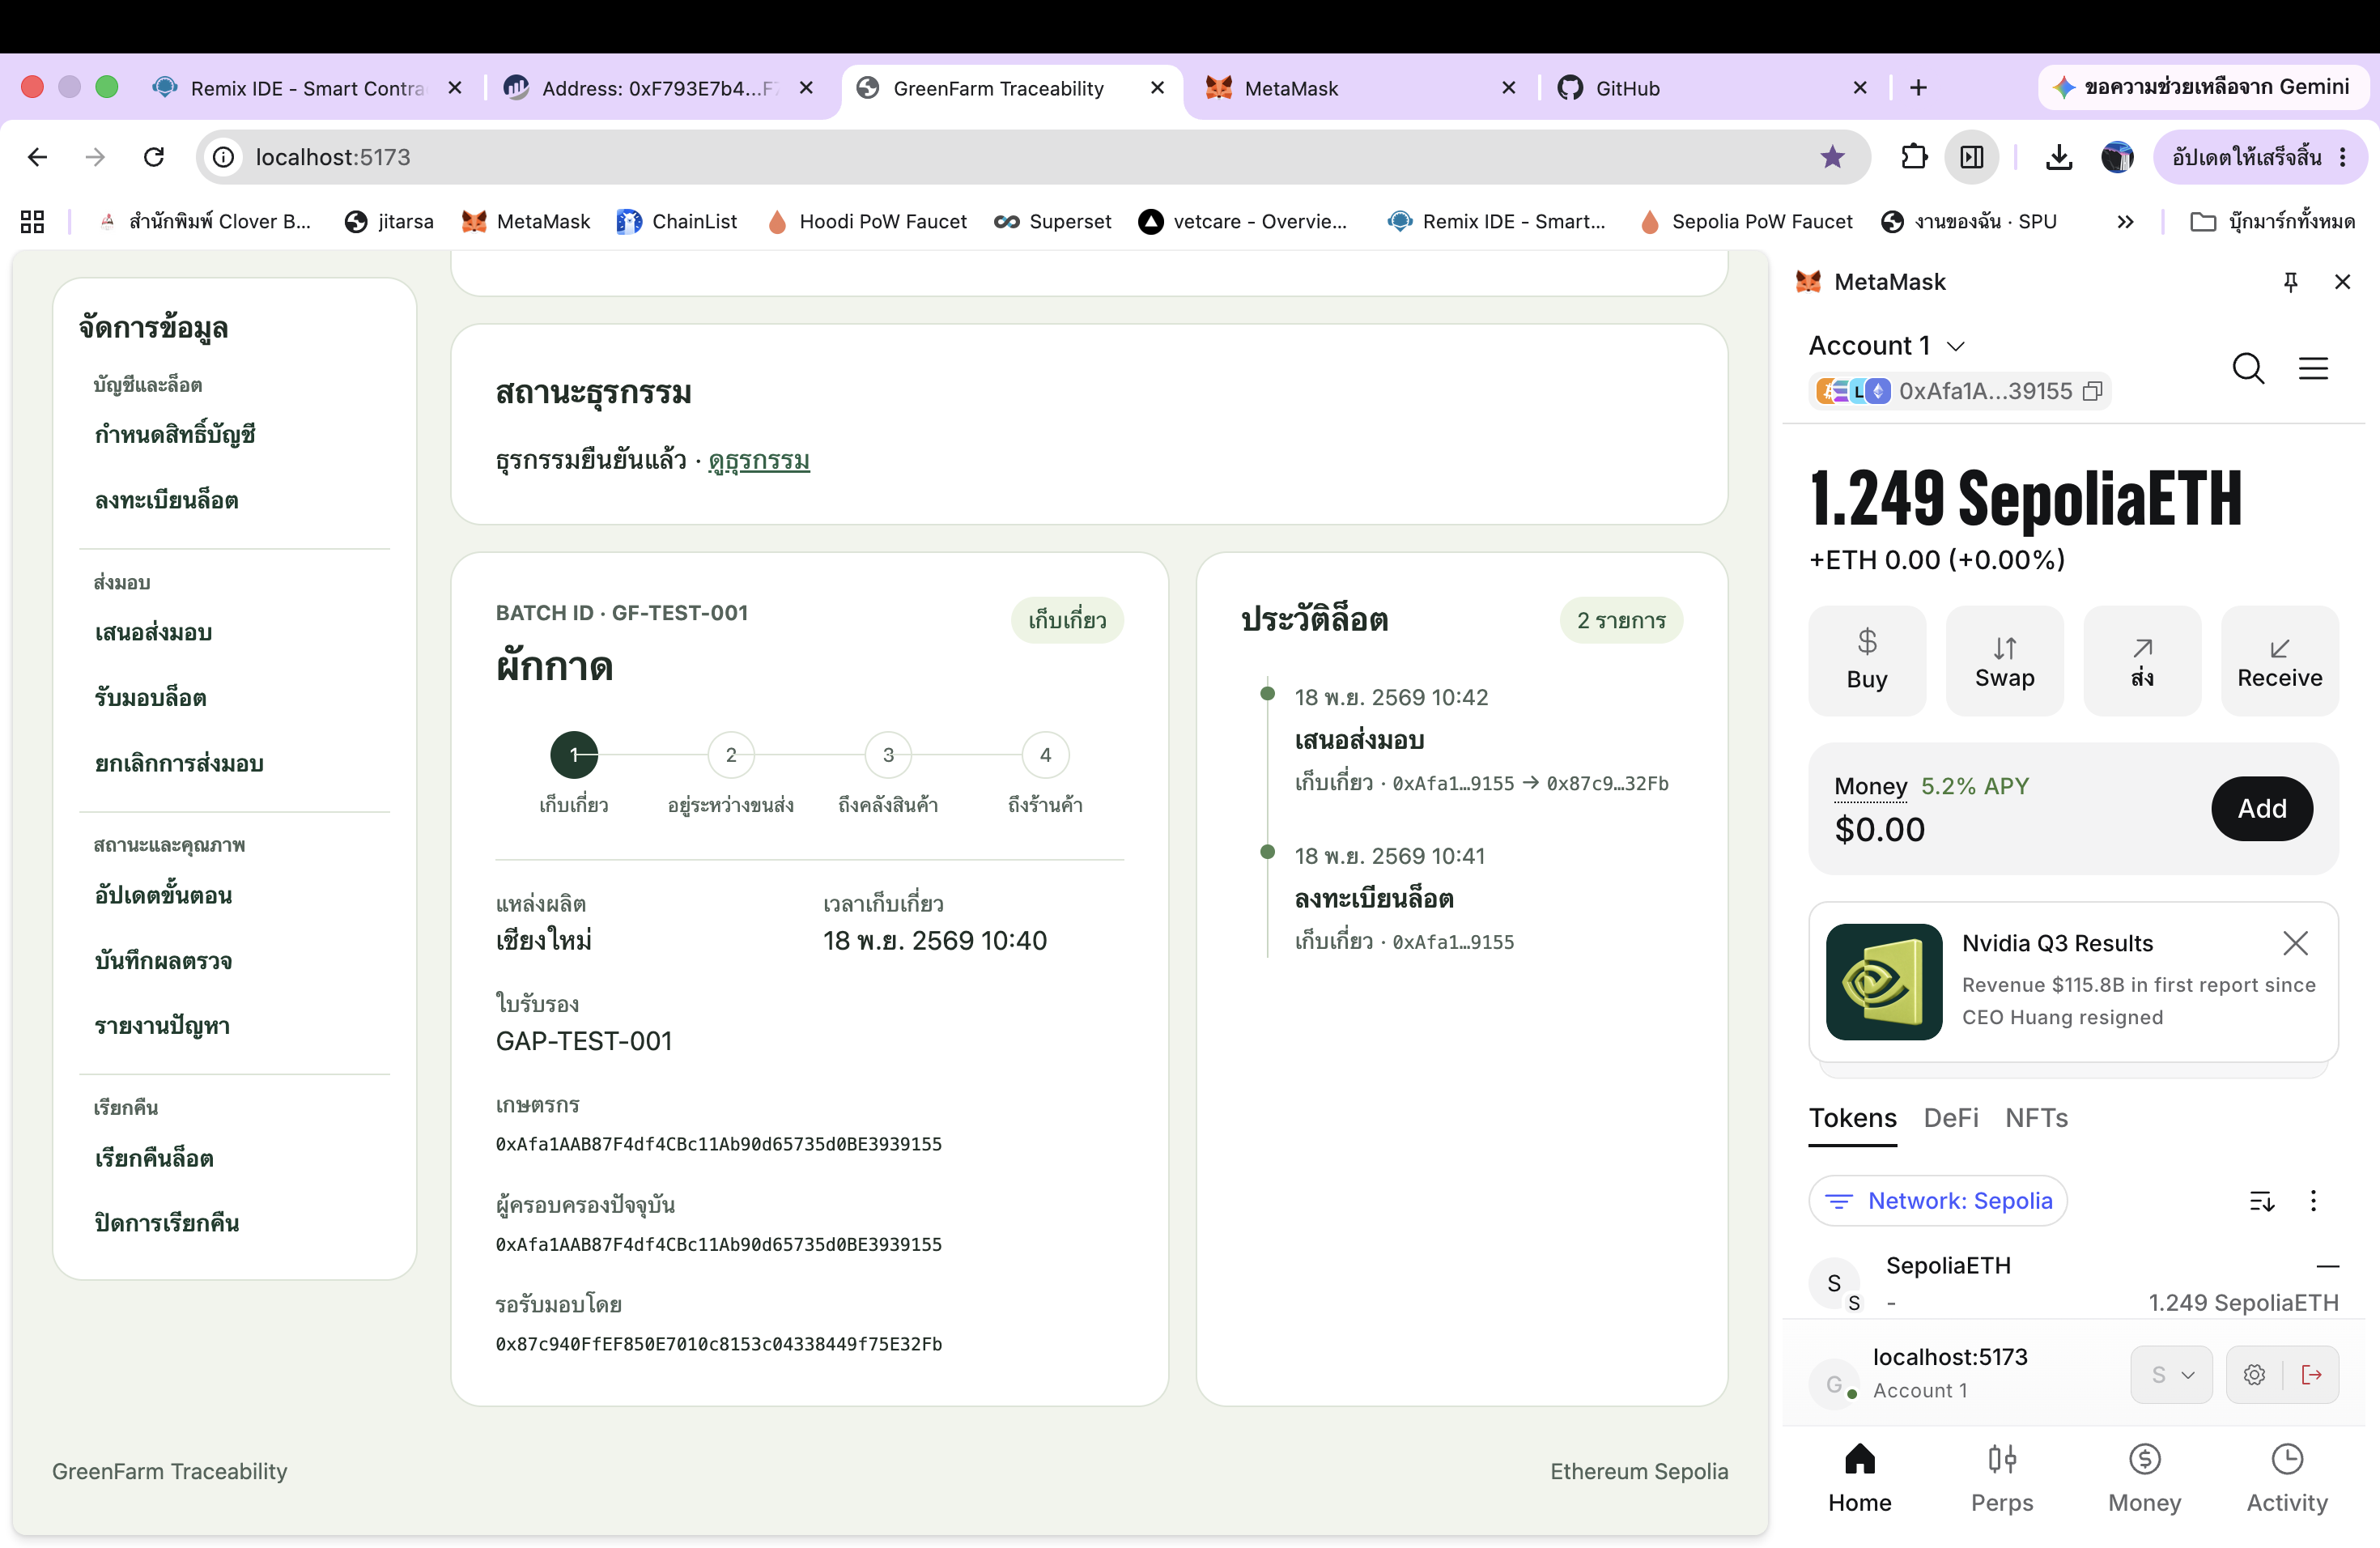 Remix IDE - Smart Contra
Address: 0xF793E7b4...F7
GreenFarm Traceability
MetaMask
GitHub
ขอความช่วยเหลือจาก Gemini
localhost:5173
อัปเดตให้เสร็จสิ้น
สำนักพิมพ์ Clover B...
jitarsa
MetaMask
ChainList
Hoodi PoW Faucet
Superset
vetcare - Overvie...
Remix IDE - Smart...
Sepolia PoW Faucet
งานของฉัน · SPU
บุ๊กมาร์กทั้งหมด
จัดการข้อมูล
บัญชีและล็อต
กำหนดสิทธิ์บัญชี
ลงทะเบียนล็อต
ส่งมอบ
เสนอส่งมอบ
รับมอบล็อต
ยกเลิกการส่งมอบ
สถานะและคุณภาพ
อัปเดตขั้นตอน
บันทึกผลตรวจ
รายงานปัญหา
เรียกคืน
เรียกคืนล็อต
ปิดการเรียกคืน
สถานะธุรกรรม
ธุรกรรมยืนยันแล้ว · ดูธุรกรรม
BATCH ID · GF-TEST-001
เก็บเกี่ยว
ผักกาด
1
2
3
4
เก็บเกี่ยว
อยู่ระหว่างขนส่ง
ถึงคลังสินค้า
ถึงร้านค้า
แหล่งผลิต
เชียงใหม่
เวลาเก็บเกี่ยว
18 พ.ย. 2569 10:40
ใบรับรอง
GAP-TEST-001
เกษตรกร
0xAfa1AAB87F4df4CBc11Ab90d65735d0BE3939155
ผู้ครอบครองปัจจุบัน
0xAfa1AAB87F4df4CBc11Ab90d65735d0BE3939155
รอรับมอบโดย
0x87c940FfEF850E7010c8153c04338449f75E32Fb
ประวัติล็อต
2 รายการ
18 พ.ย. 2569 10:42
เสนอส่งมอบ
เก็บเกี่ยว · 0xAfa1…9155 → 0x87c9…32Fb
18 พ.ย. 2569 10:41
ลงทะเบียนล็อต
เก็บเกี่ยว · 0xAfa1…9155
GreenFarm Traceability
Ethereum Sepolia
MetaMask
Account 1
0xAfa1A...39155
1.249 SepoliaETH
+ETH 0.00 (+0.00%)
Buy
Swap
ส่ง
Receive
Money 5.2% APY
$0.00
Add
Nvidia Q3 Results
Revenue $115.8B in first report since
CEO Huang resigned
Tokens
DeFi
NFTs
Network: Sepolia
S
S
SepoliaETH
—
-
1.249 SepoliaETH
G
localhost:5173
Account 1
S
Home
Perps
Money
Activity